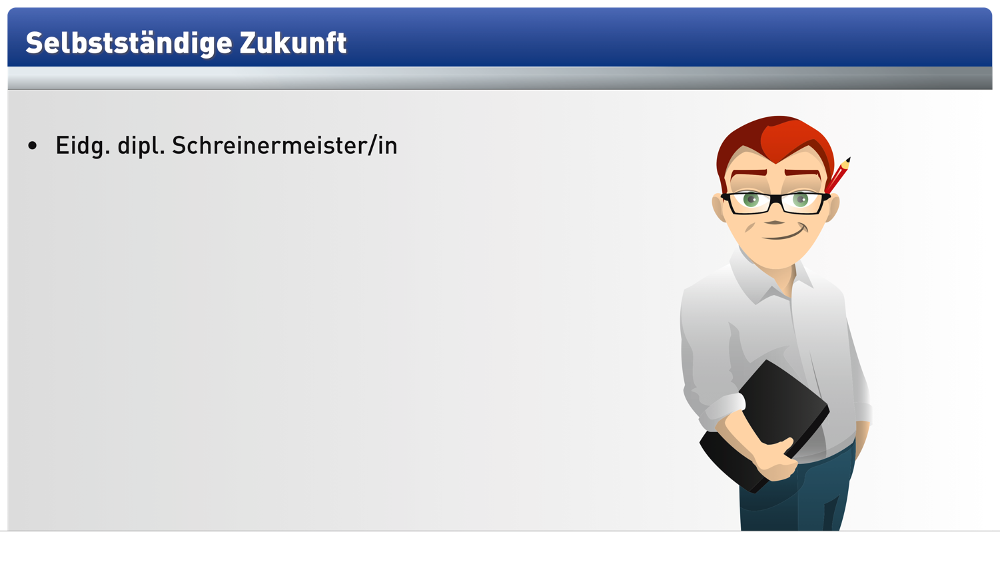 Selbstständige Zukunft
• Eidg. dipl. Schreinermeister/in